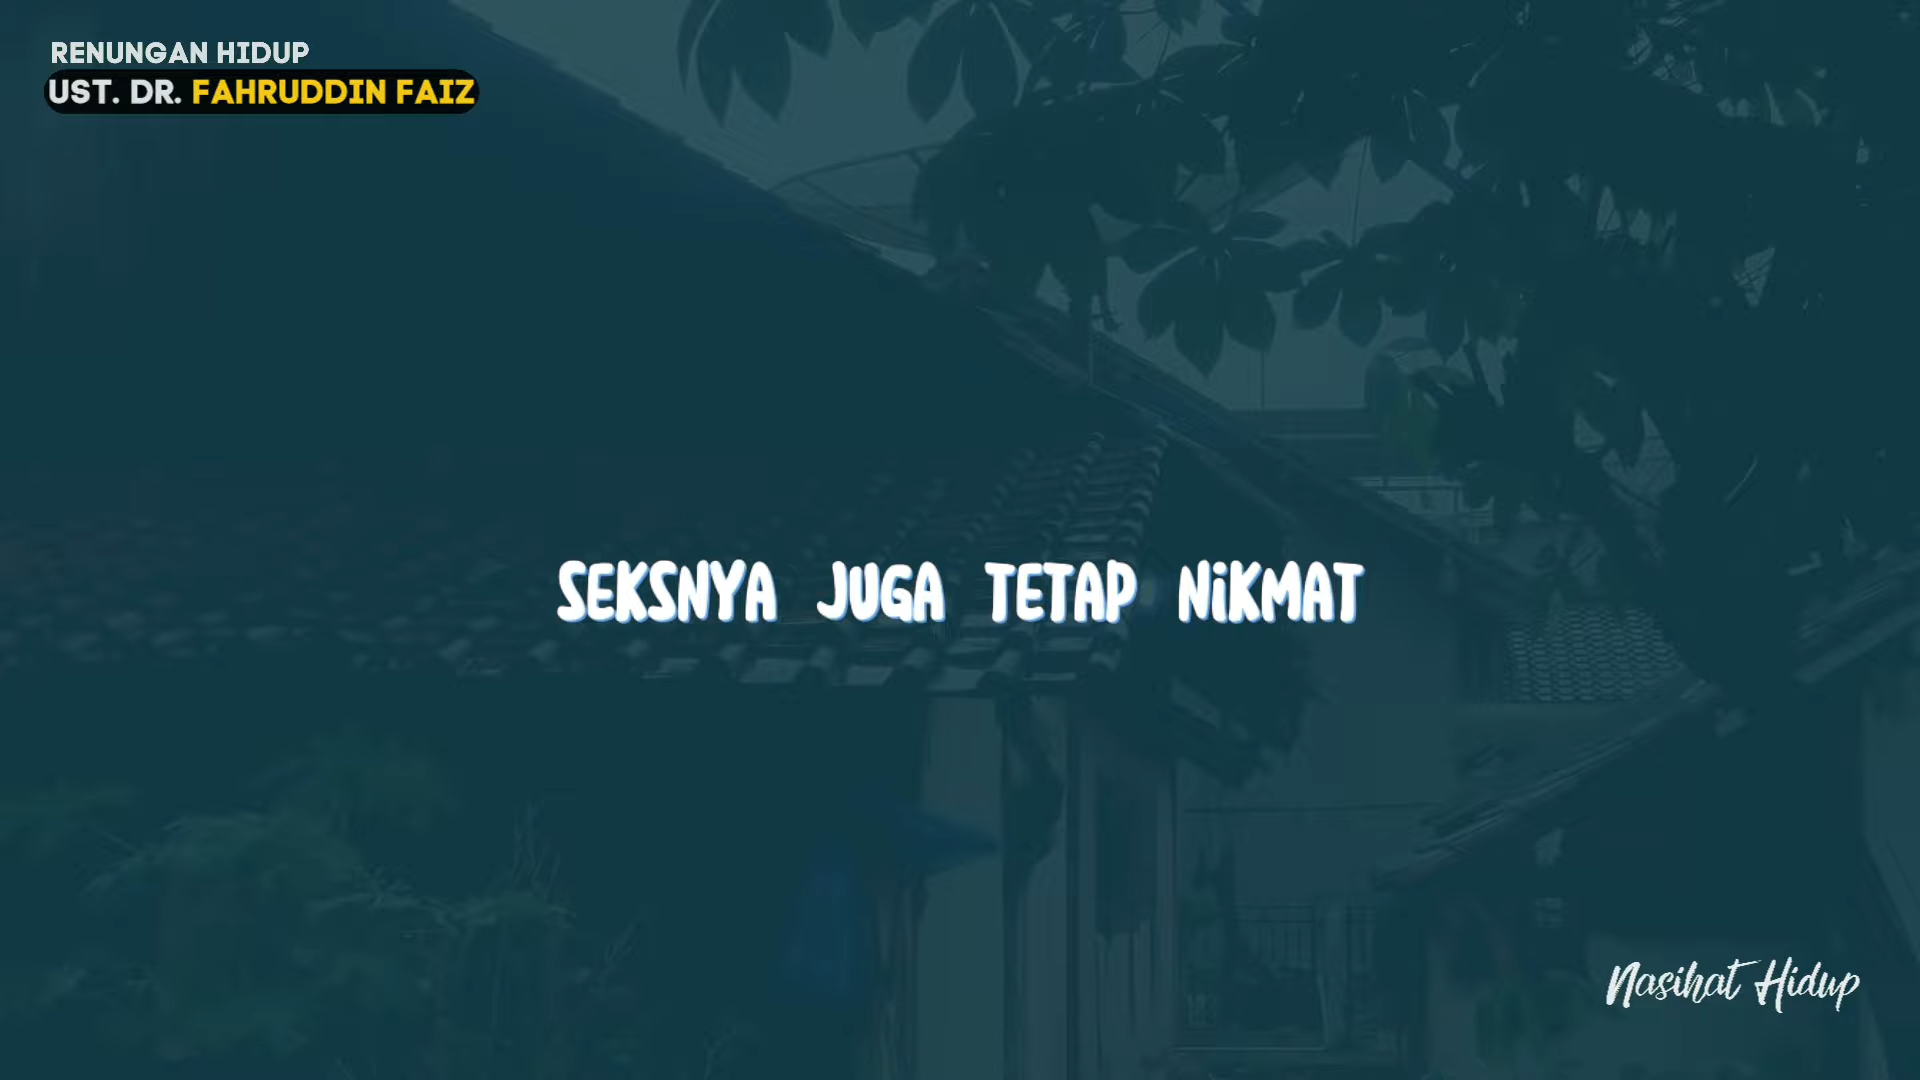 RENUNGAN HIDUP
UST. DR. FAHRUDDIN FAIZ
SEKSNYA JUGA TETAP NIKMAT
Nasihat Hidup